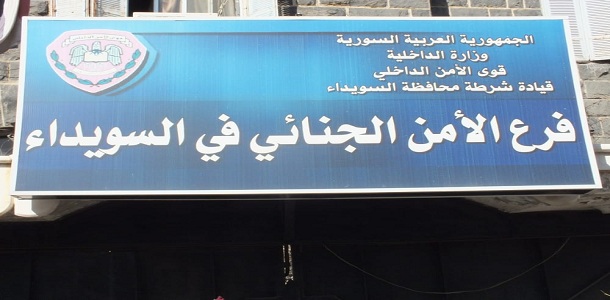 الجمهورية العربية السورية
وزارة الداخلية
قوى الأمن الداخلي
قيادة شرطة محافظة السويداء
فرع الأمن الجنائي في السويداء